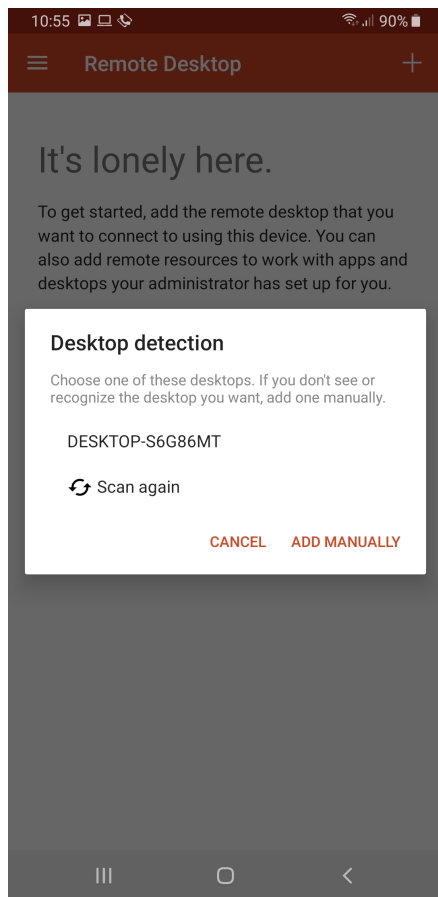 10:55
90%
Remote Desktop
It's lonely here.
To get started, add the remote desktop that you
want to connect to using this device. You can
also add remote resources to work with apps and
desktops your administrator has set up for you.
Desktop detection
Choose one of these desktops. If you don't see or
recognize the desktop you want, add one manually.
DESKTOP-S6G86MT
Scan again
CANCEL ADD MANUALLY